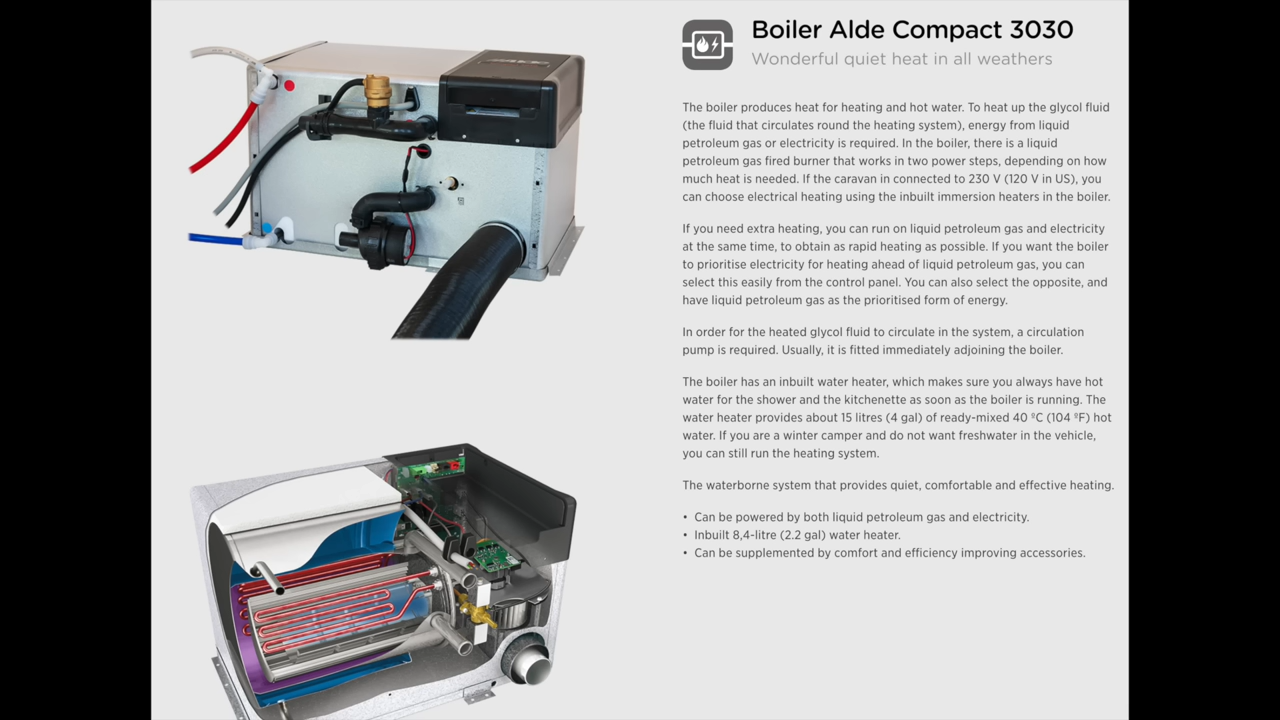 Boiler Alde Compact 3030
Wonderful quiet heat in all weathers
The boiler produces heat for heating and hot water. To heat up the glycol fluid
(the fluid that circulates round the heating system), energy from liquid
petroleum gas or electricity is required. In the boiler, there is a liquid
petroleum gas fired burner that works in two power steps, depending on how
much heat is needed. If the caravan in connected to 230 V (120 V in US), you
can choose electrical heating using the inbuilt immersion heaters in the boiler.
If you need extra heating, you can run on liquid petroleum gas and electricity
at the same time, to obtain as rapid heating as possible. If you want the boiler
to prioritise electricity for heating ahead of liquid petroleum gas, you can
select this easily from the control panel. You can also select the opposite, and
have liquid petroleum gas as the prioritised form of energy.
In order for the heated glycol fluid to circulate in the system, a circulation
pump is required. Usually, it is fitted immediately adjoining the boiler.
The boiler has an inbuilt water heater, which makes sure you always have hot
water for the shower and the kitchenette as soon as the boiler is running. The
water heater provides about 15 litres (4 gal) of ready-mixed 40 ºC (104 ºF) hot
water. If you are a winter camper and do not want freshwater in the vehicle,
you can still run the heating system.
The waterborne system that provides quiet, comfortable and effective heating.
• Can be powered by both liquid petroleum gas and electricity.
• Inbuilt 8,4-litre (2.2 gal) water heater.
• Can be supplemented by comfort and efficiency improving accessories.